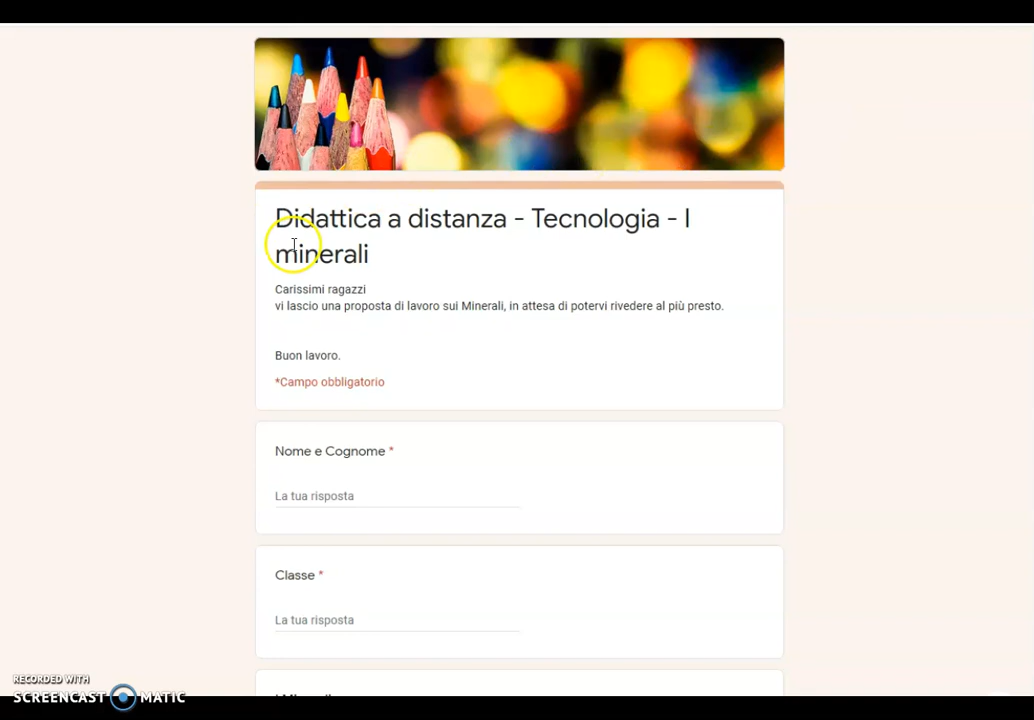 Didattica a distanza - Tecnologia - I
minerali
Carissimi ragazzi
vi lascio una proposta di lavoro sui Minerali, in attesa di potervi rivedere al più presto.
Buon lavoro.
*Campo obbligatorio
Nome e Cognome *
La tua risposta
Classe *
La tua risposta
RECORDED WITH
SCREENCAST MATIC